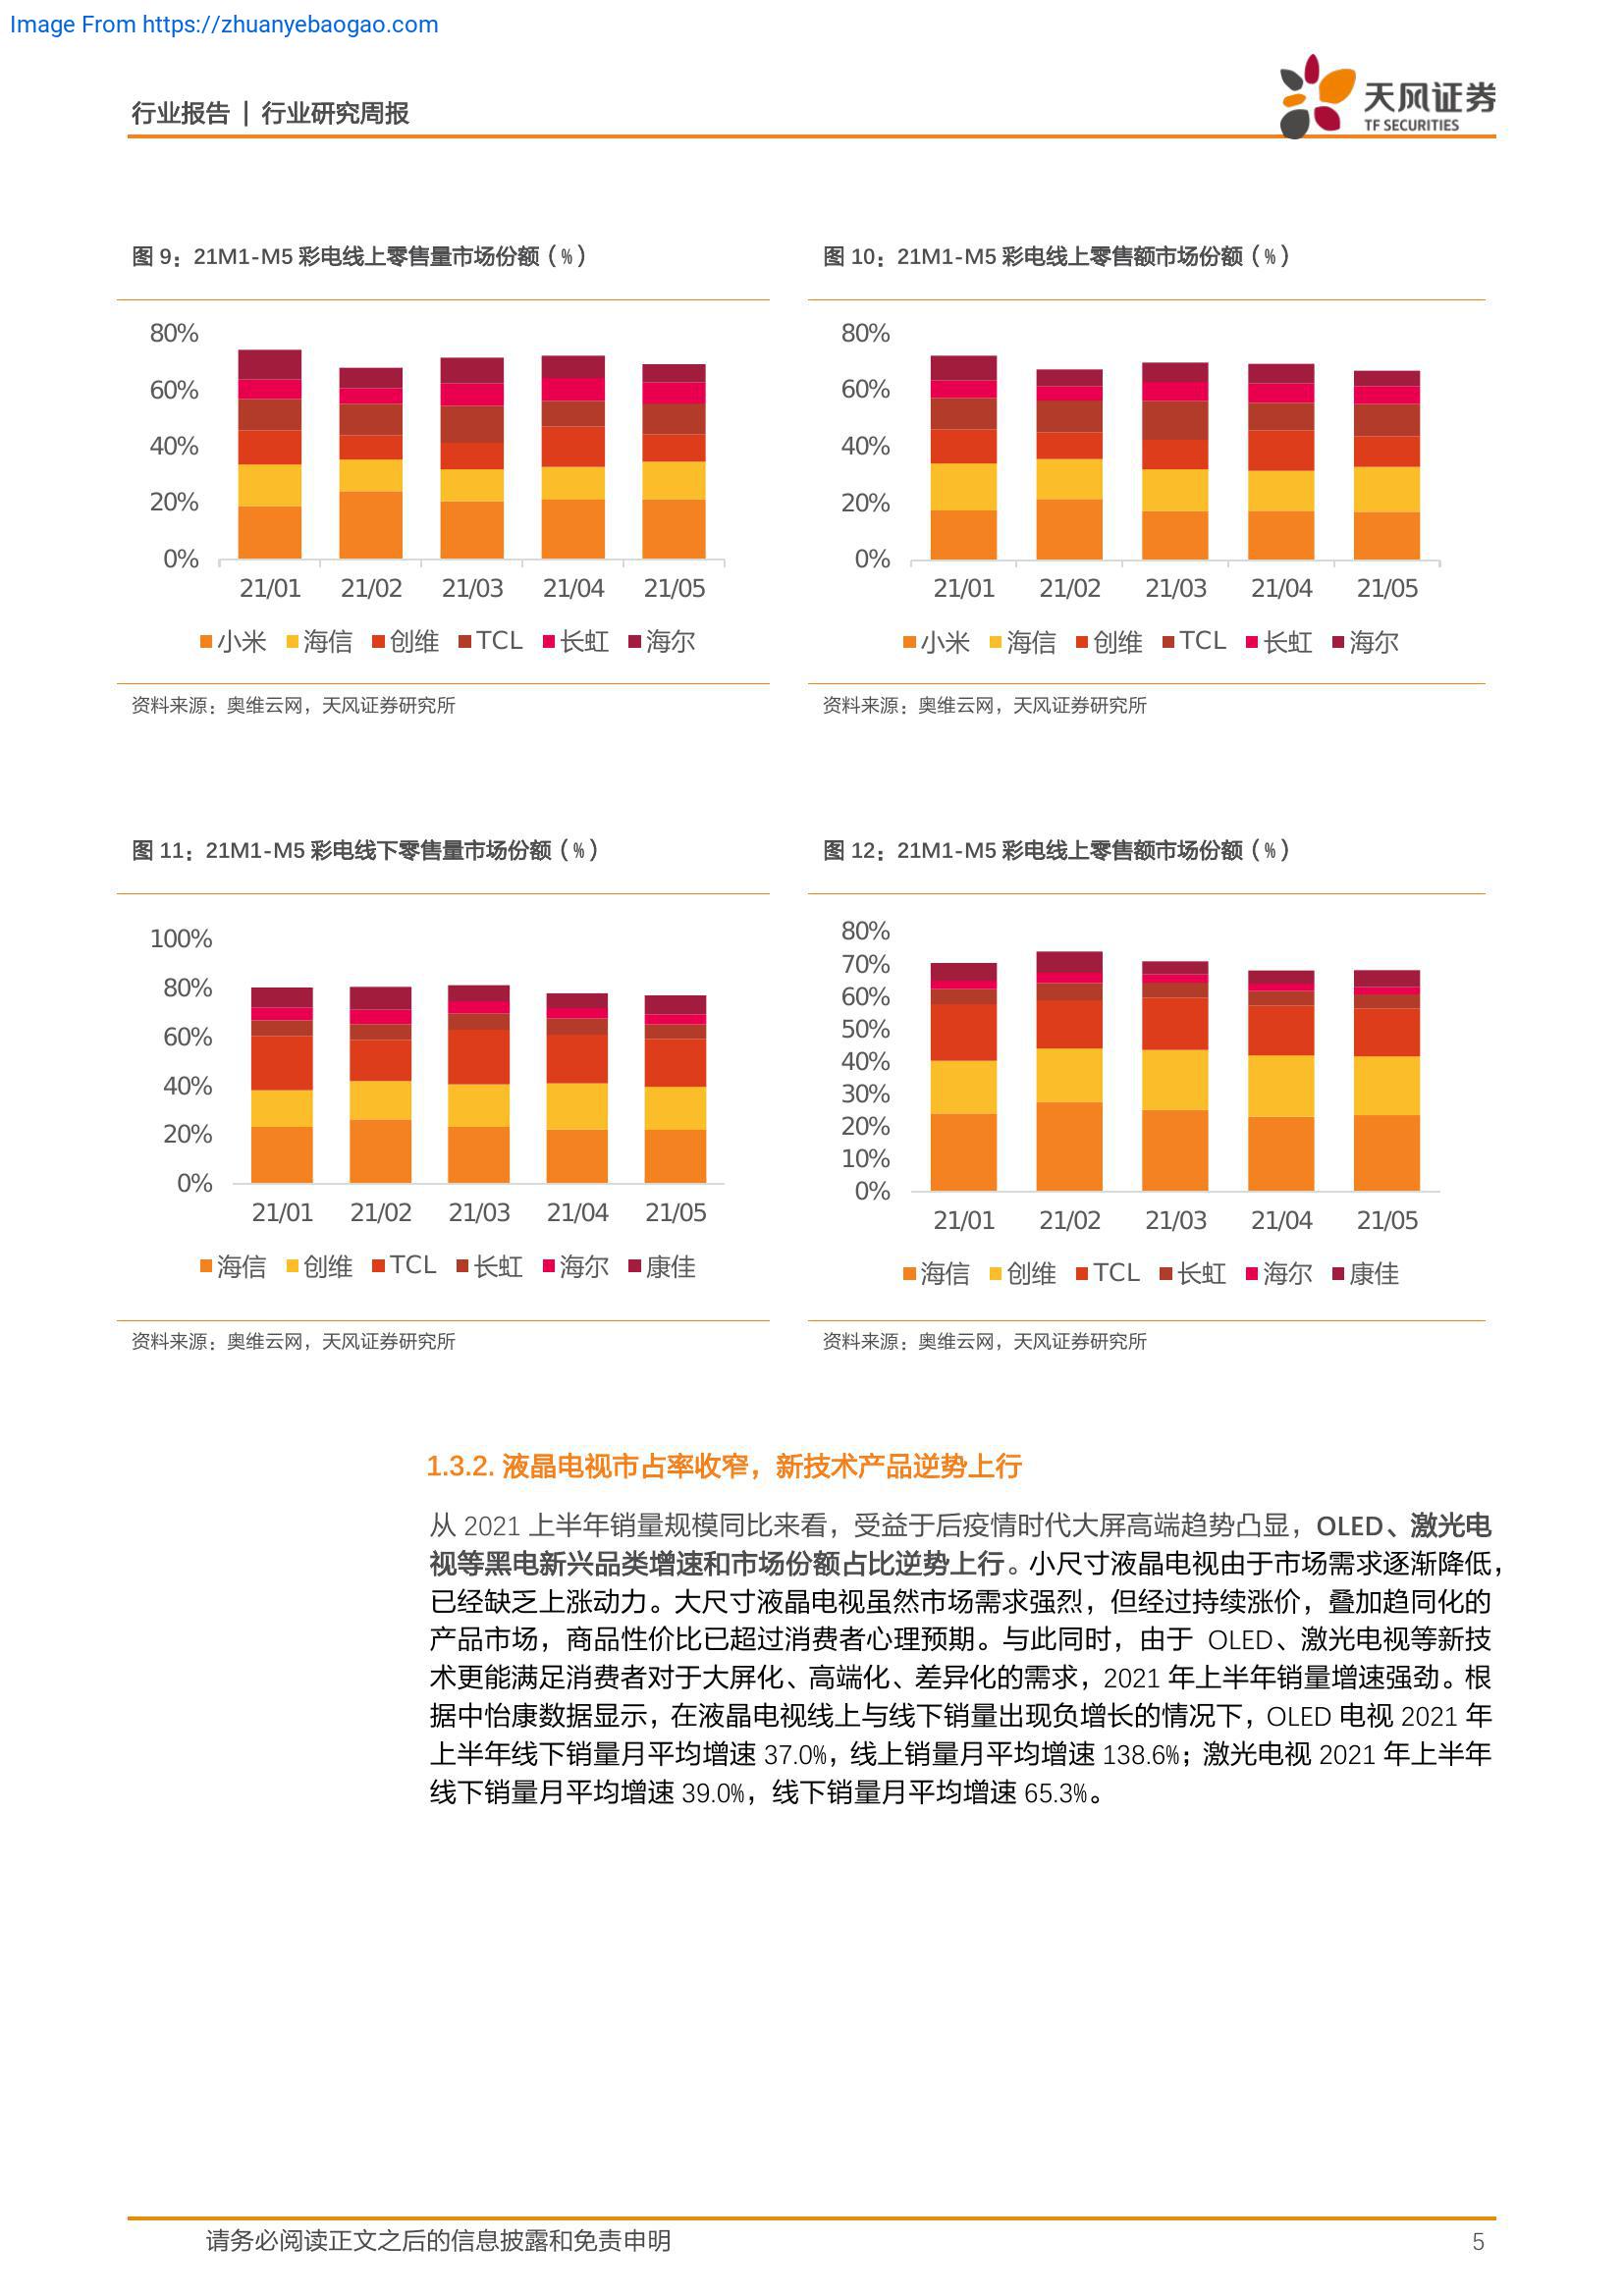 Image From https://zhuanyebaogao.com
行业报告 | 行业研究周报
天风证券
TF SECURITIES
图 9：21M1-M5 彩电线上零售量市场份额（%）
80%
60%
40%
20%
0%
21/01 21/02 21/03 21/04 21/05
小米 海信 创维 TCL 长虹 海尔
资料来源：奥维云网，天风证券研究所
图 10：21M1-M5 彩电线上零售额市场份额（%）
80%
60%
40%
20%
0%
21/01 21/02 21/03 21/04 21/05
小米 海信 创维 TCL 长虹 海尔
资料来源：奥维云网，天风证券研究所
图 11：21M1-M5 彩电线下零售量市场份额（%）
100%
80%
60%
40%
20%
0%
21/01 21/02 21/03 21/04 21/05
海信 创维 TCL 长虹 海尔 康佳
资料来源：奥维云网，天风证券研究所
图 12：21M1-M5 彩电线上零售额市场份额（%）
80%
70%
60%
50%
40%
30%
20%
10%
0%
21/01 21/02 21/03 21/04 21/05
海信 创维 TCL 长虹 海尔 康佳
资料来源：奥维云网，天风证券研究所
1.3.2. 液晶电视市占率收窄，新技术产品逆势上行
从 2021 上半年销量规模同比来看，受益于后疫情时代大屏高端趋势凸显，OLED、激光电
视等黑电新兴品类增速和市场份额占比逆势上行。小尺寸液晶电视由于市场需求逐渐降低，
已经缺乏上涨动力。大尺寸液晶电视虽然市场需求强烈，但经过持续涨价，叠加趋同化的
产品市场，商品性价比已超过消费者心理预期。与此同时，由于 OLED、激光电视等新技
术更能满足消费者对于大屏化、高端化、差异化的需求，2021 年上半年销量增速强劲。根
据中怡康数据显示，在液晶电视线上与线下销量出现负增长的情况下，OLED 电视 2021 年
上半年线下销量月平均增速 37.0%，线上销量月平均增速 138.6%；激光电视 2021 年上半年
线下销量月平均增速 39.0%，线下销量月平均增速 65.3%。
请务必阅读正文之后的信息披露和免责申明
5